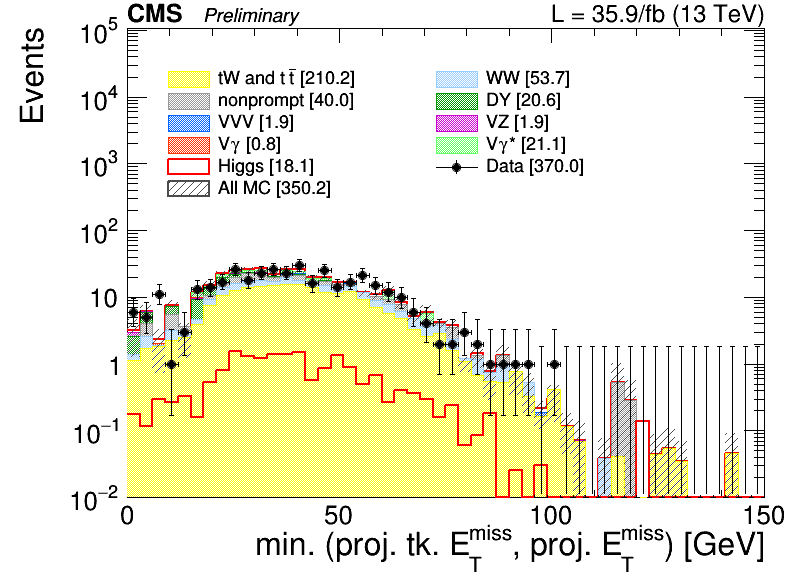 CMS Preliminary L = 35.9/fb (13 TeV)
Events
10^5
10^4
10^3
10^2
10
1
10^−1
10^−2
tW and t t̄ [210.2]
WW [53.7]
nonprompt [40.0]
DY [20.6]
VVV [1.9]
VZ [1.9]
Vγ [0.8]
Vγ* [21.1]
Higgs [18.1]
Data [370.0]
All MC [350.2]
0 50 100 150
min. (proj. tk. E_T^miss, proj. E_T^miss) [GeV]